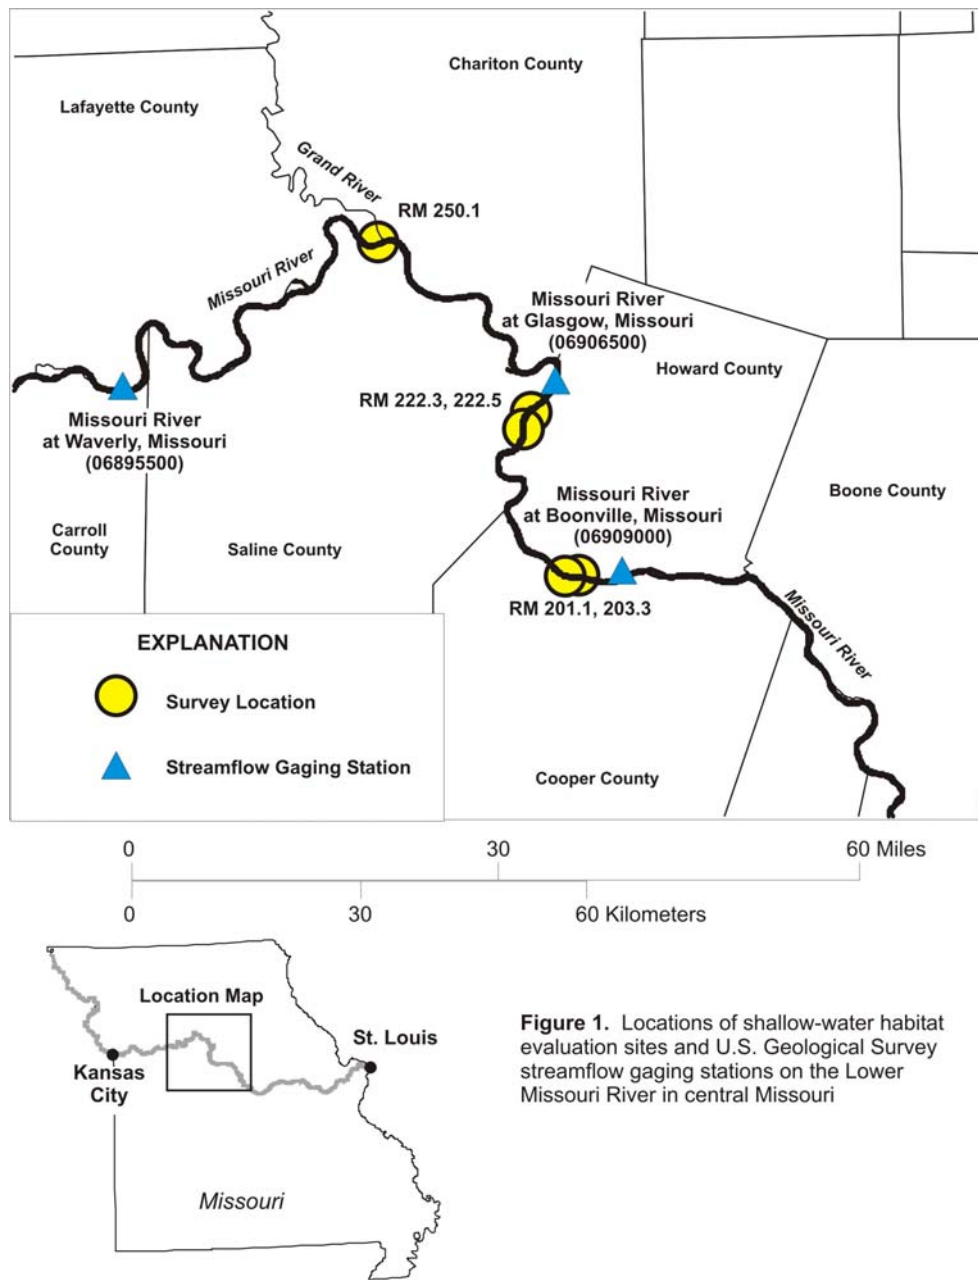 Chariton County
Lafayette County
Grand River
RM 250.1
Missouri River
Missouri River
at Glasgow, Missouri
(06906500)
Howard County
RM 222.3, 222.5
Missouri River
at Waverly, Missouri
(06895500)
Missouri River
at Boonville, Missouri
(06909000)
Boone County
Carroll
County
Saline County
RM 201.1, 203.3
Missouri River
EXPLANATION
Survey Location
Streamflow Gaging Station
Cooper County
0 30 60 Miles
0 30 60 Kilometers
Location Map
St. Louis
Kansas
City
Missouri
Figure 1. Locations of shallow-water habitat
evaluation sites and U.S. Geological Survey
streamflow gaging stations on the Lower
Missouri River in central Missouri